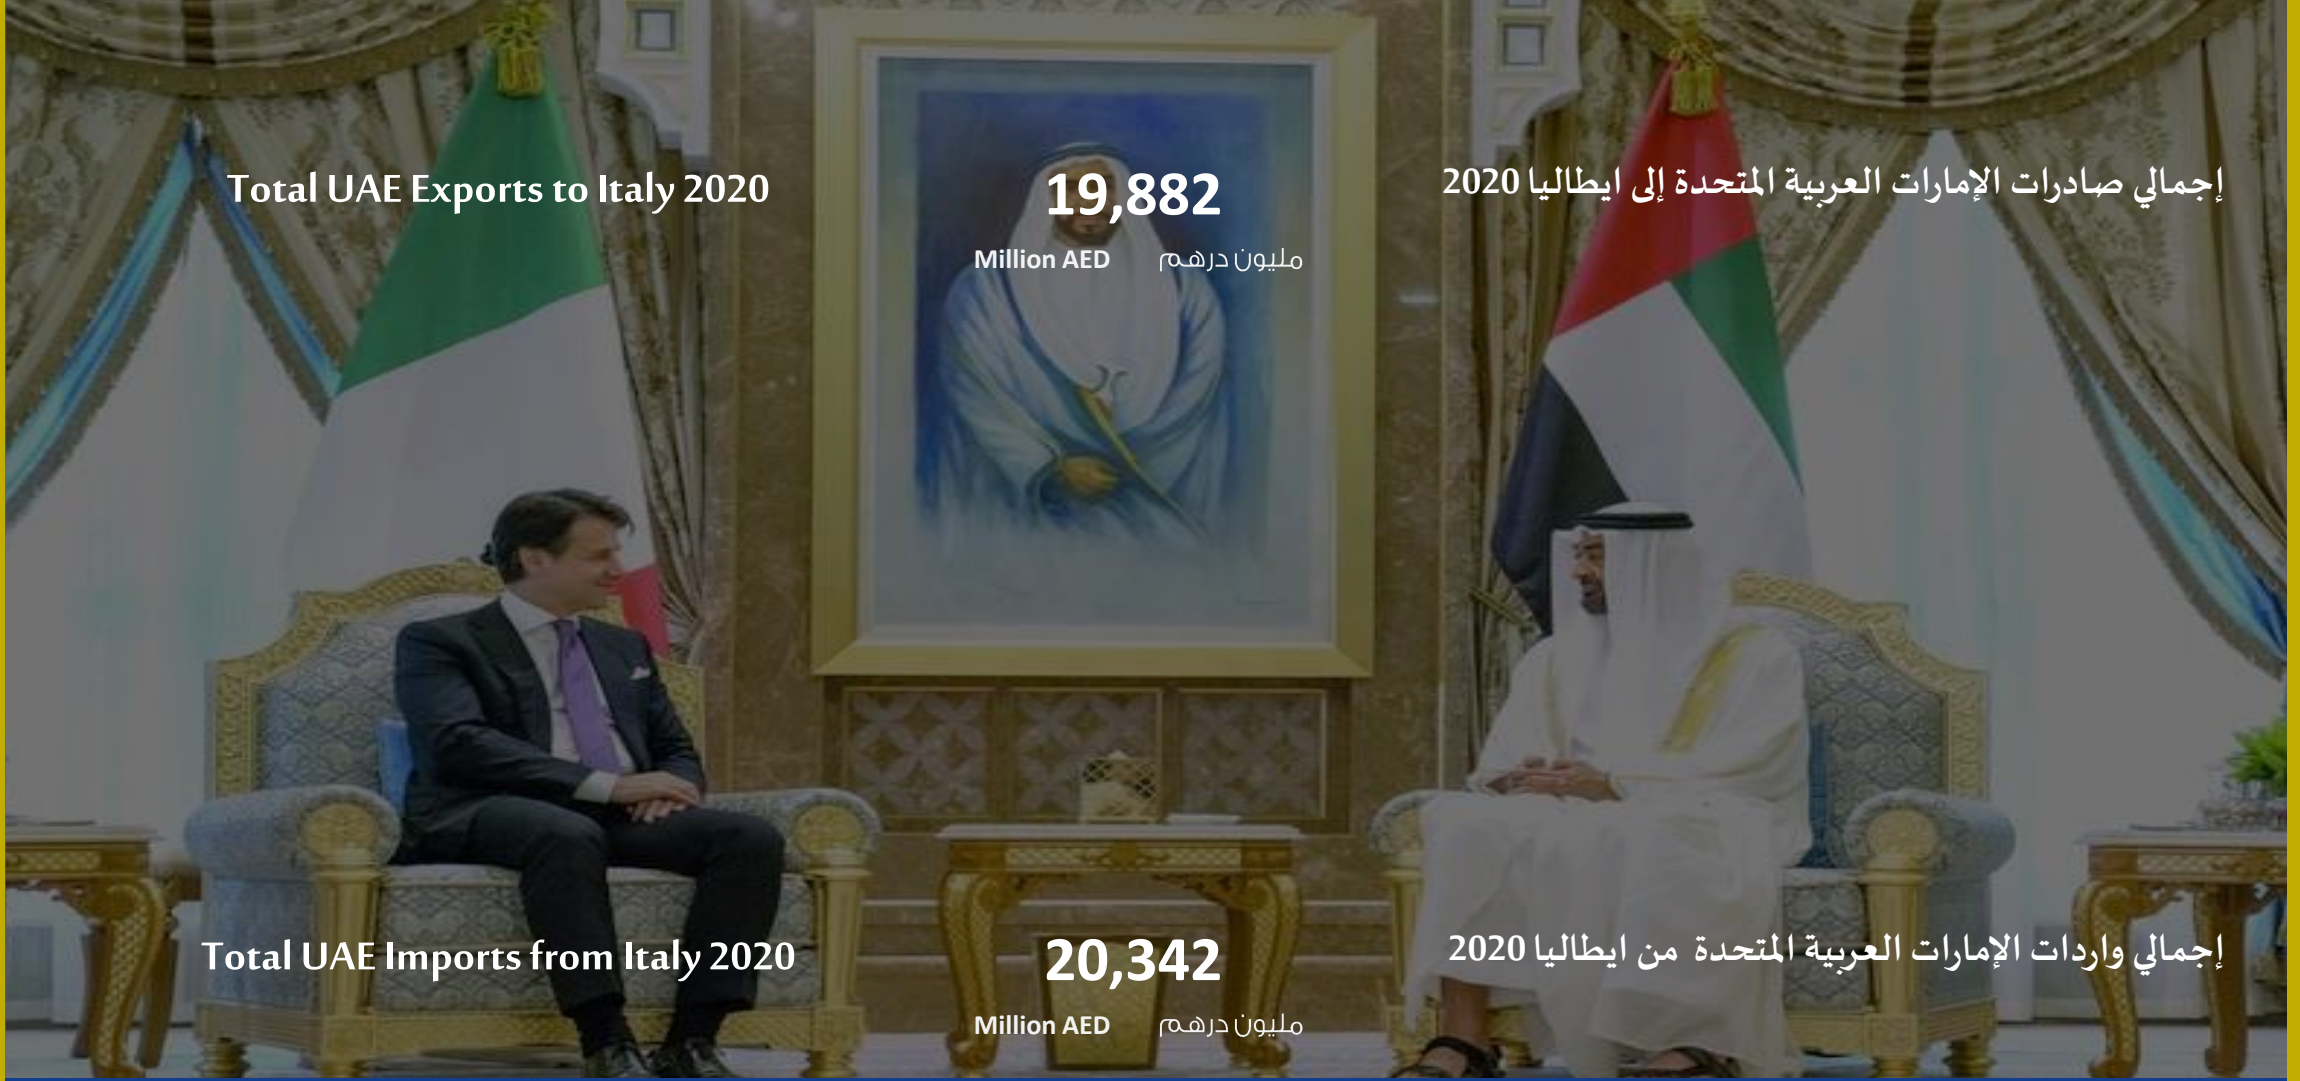 Total UAE Exports to Italy 2020
19,882
إجمالي صادرات الإمارات العربية المتحدة إلى ايطاليا 2020
Million AED مليون درهم
Total UAE Imports from Italy 2020
20,342
إجمالي واردات الإمارات العربية المتحدة من ايطاليا 2020
Million AED مليون درهم